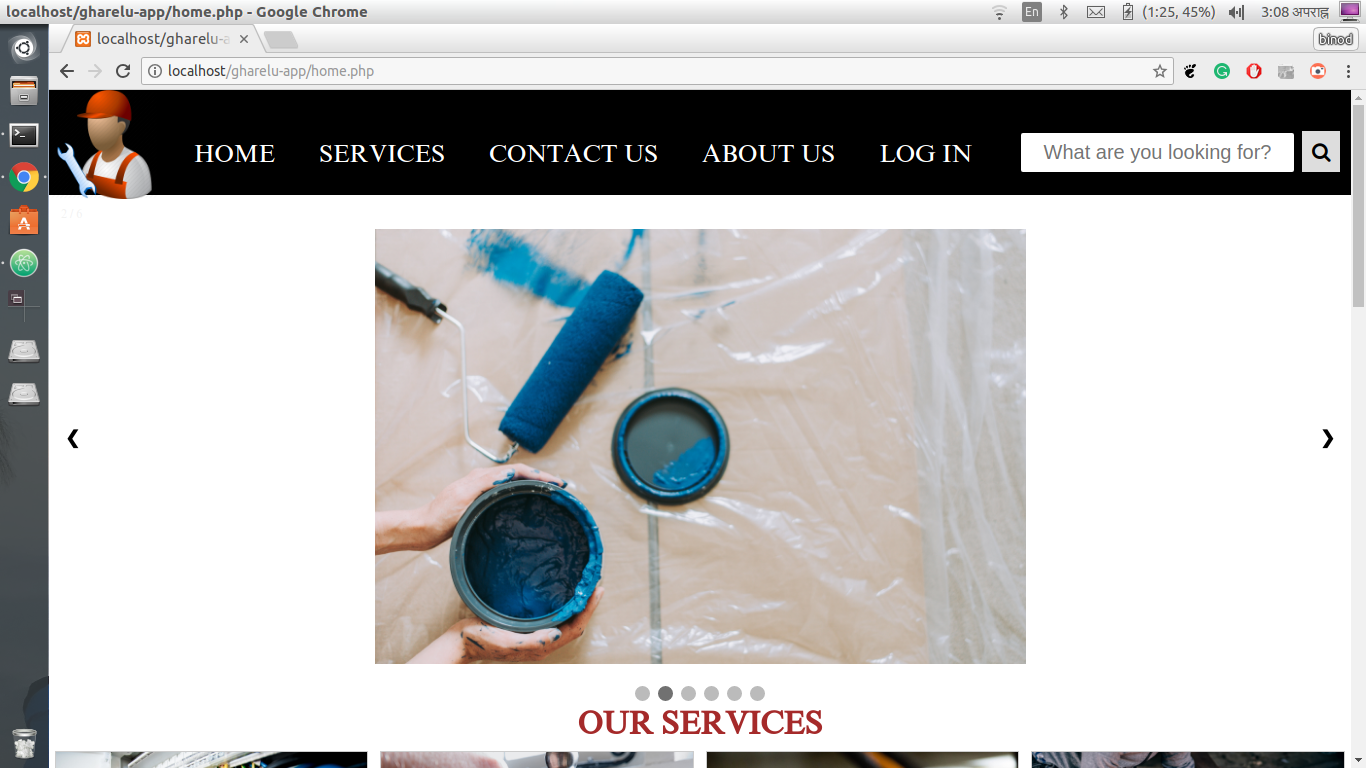 localhost/gharelu-app/home.php - Google Chrome
En (1:25, 45%) 3:08 अपराह्न
localhost/gharelu-a
binod
localhost/gharelu-app/home.php
HOME SERVICES CONTACT US ABOUT US LOG IN What are you looking for?
2 / 6
OUR SERVICES